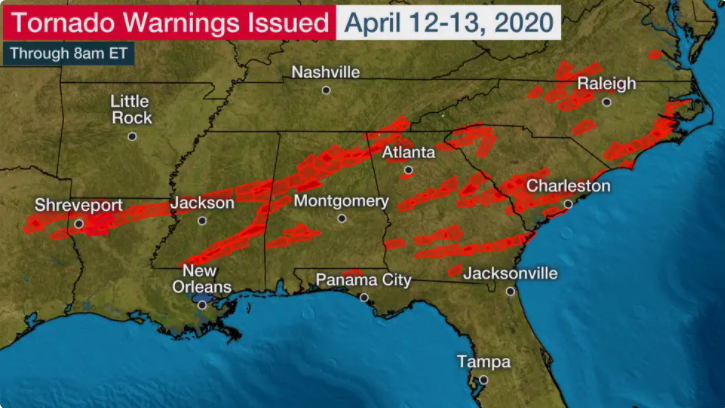 Tornado Warnings Issued
April 12-13, 2020
Through 8am ET
Nashville
Raleigh
Little
Rock
Atlanta
Charleston
Shreveport
Jackson
Montgomery
New
Orleans
Panama City
Jacksonville
Tampa